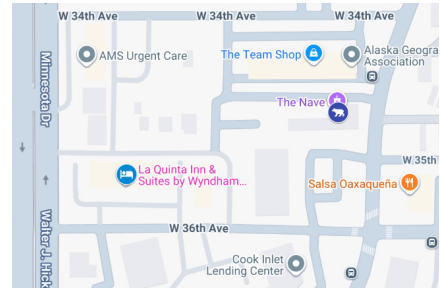 W 34th Ave
W 34th Ave
W 34th Ave
AMS Urgent Care
The Team Shop
Alaska Geogra
Association
Minnesota Dr
The Nave
La Quinta Inn &
Suites by Wyndham...
W 35th
Salsa Oaxaqueña
Walter J. Hick
W 36th Ave
Cook Inlet
Lending Center